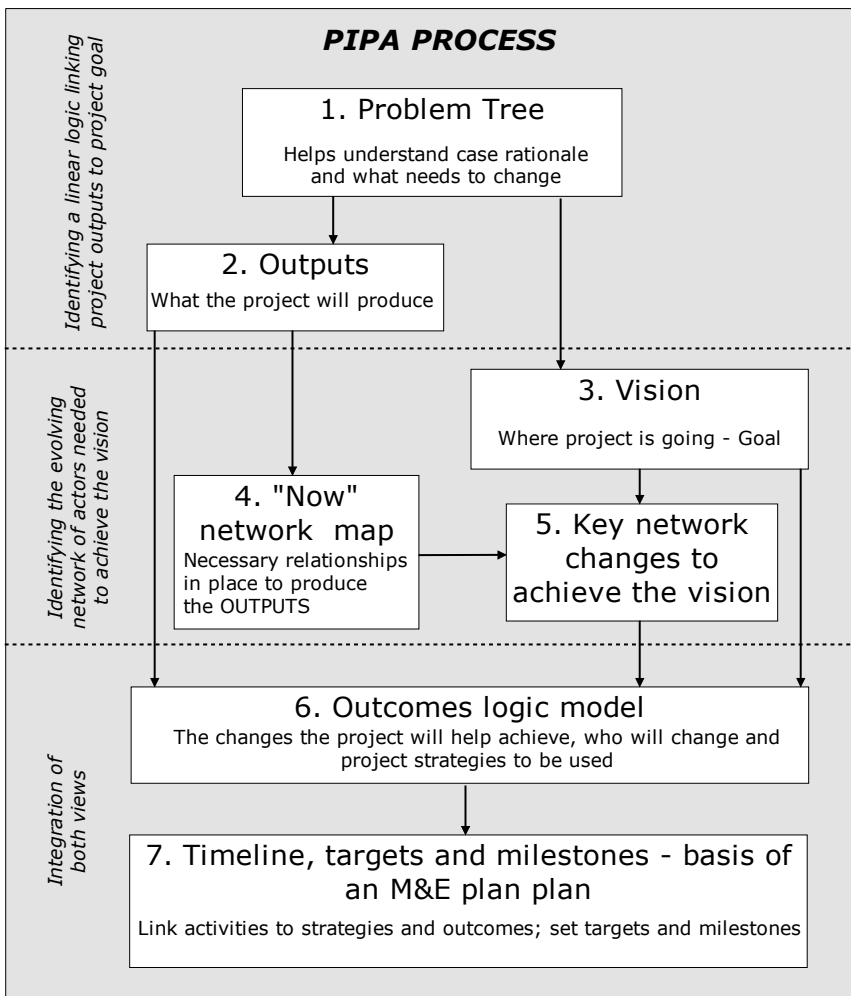 PIPA PROCESS
Identifying a linear logic linking
project outputs to project goal
1. Problem Tree
Helps understand case rationale
and what needs to change
2. Outputs
What the project will produce
Identifying the evolving
network of actors needed
to achieve the vision
3. Vision
Where project is going - Goal
4. "Now"
network map
Necessary relationships
in place to produce
the OUTPUTS
5. Key network
changes to
achieve the vision
Integration of
both views
6. Outcomes logic model
The changes the project will help achieve, who will change and
project strategies to be used
7. Timeline, targets and milestones - basis of
an M&E plan plan
Link activities to strategies and outcomes; set targets and milestones